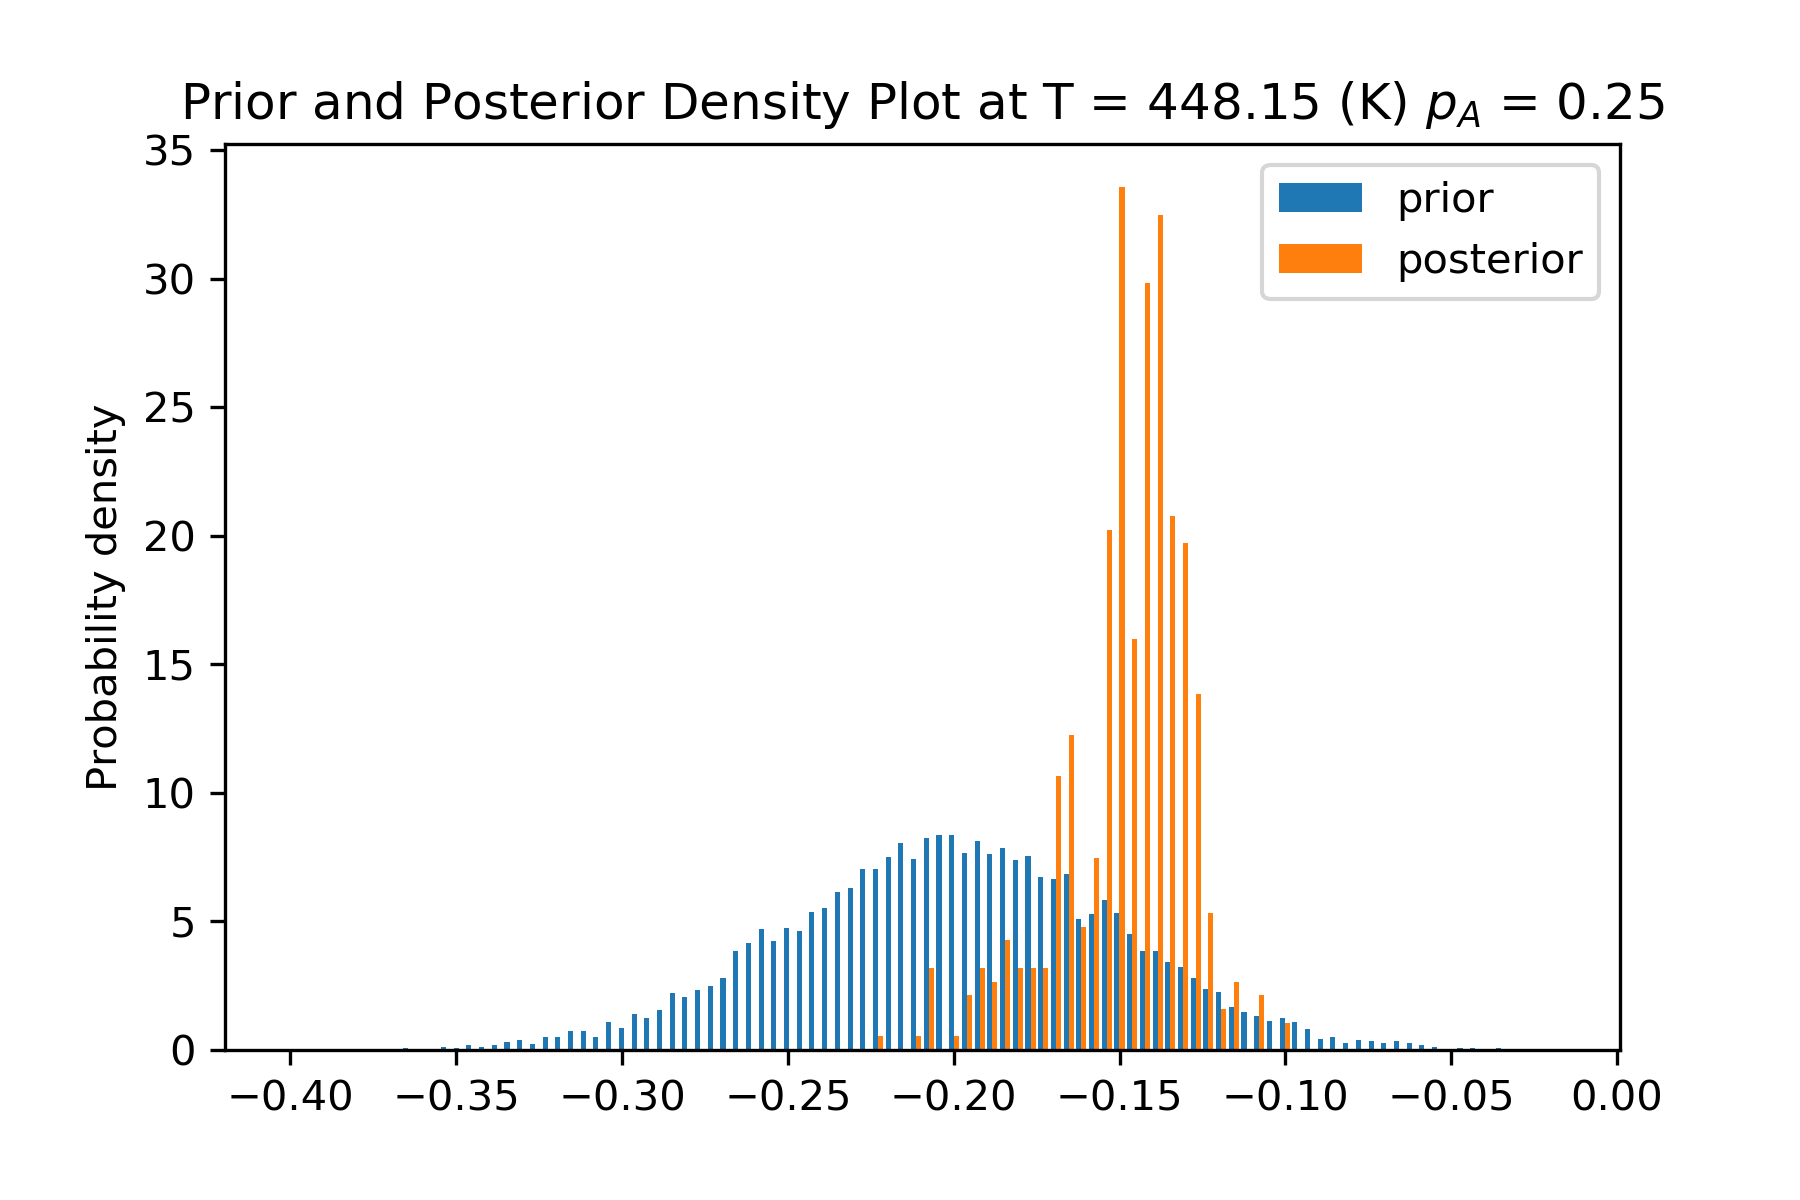 Prior and Posterior Density Plot at T = 448.15 (K) p_A = 0.25
35
30
25
20
15
10
5
0
Probability density
prior
posterior
−0.40 −0.35 −0.30 −0.25 −0.20 −0.15 −0.10 −0.05 0.00